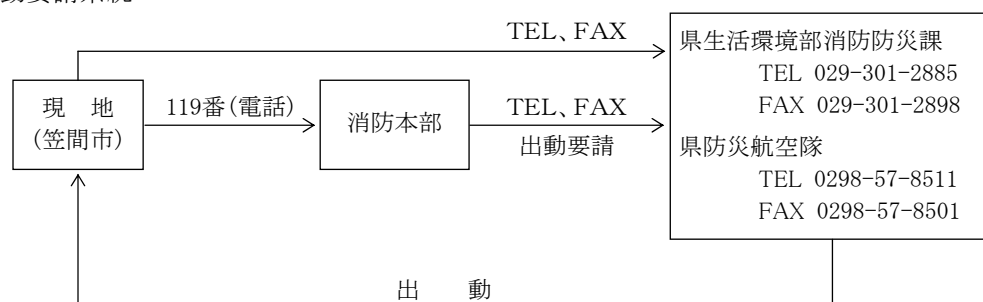 TEL、FAX
県生活環境部消防防災課
TEL 029-301-2885
FAX 029-301-2898
現　地
(笠間市)
119番(電話)
消防本部
TEL、FAX
出動要請
県防災航空隊
TEL 0298-57-8511
FAX 0298-57-8501
出　　動